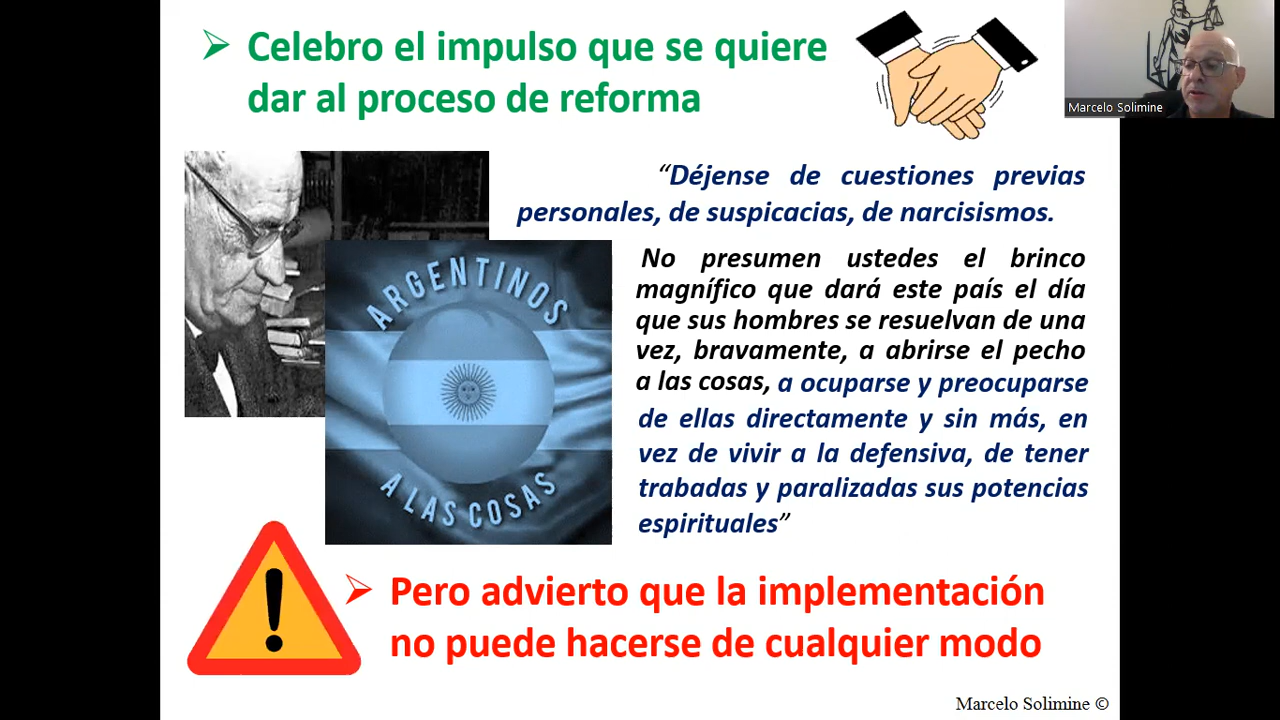 Celebro el impulso que se quiere
dar al proceso de reforma
Marcelo Solimine
“Déjense de cuestiones previas
personales, de suspicacias, de narcisismos.
No presumen ustedes el brinco
magnífico que dará este país el día
que sus hombres se resuelvan de una
vez, bravamente, a abrirse el pecho
a las cosas, a ocuparse y preocuparse
de ellas directamente y sin más, en
vez de vivir a la defensiva, de tener
trabadas y paralizadas sus potencias
espirituales”
ARGENTINOS
A LAS COSAS
Pero advierto que la implementación
no puede hacerse de cualquier modo
Marcelo Solimine ©